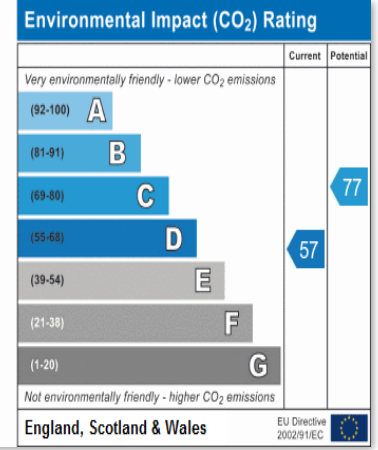 Environmental Impact (CO₂) Rating
Current Potential
Very environmentally friendly - lower CO₂ emissions
(92-100) A
(81-91) B
(69-80) C
77
(55-68) D
57
(39-54) E
(21-38) F
(1-20) G
Not environmentally friendly - higher CO₂ emissions
England, Scotland & Wales
EU Directive
2002/91/EC